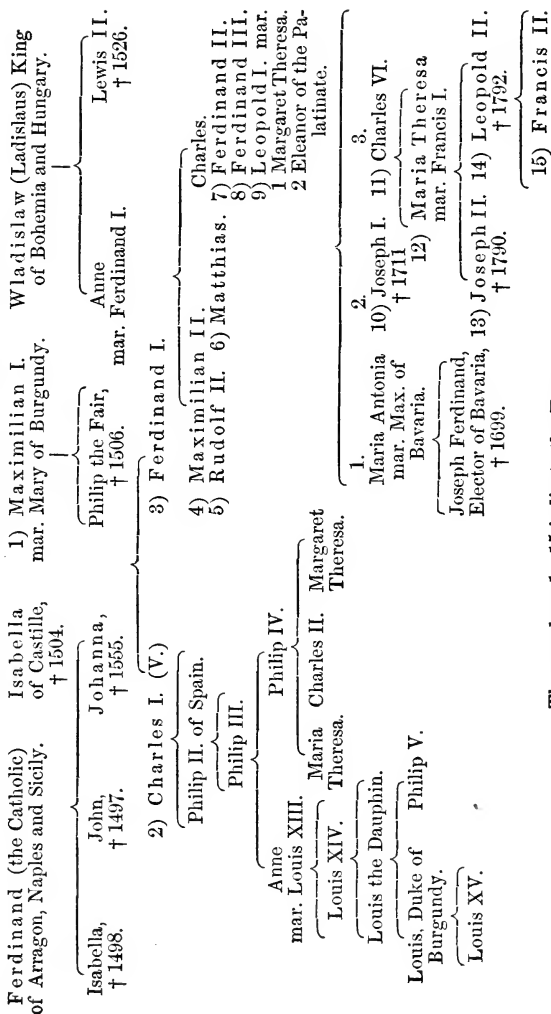 Ferdinand (the Catholic)
of Arragon, Naples and Sicily.
Isabella
of Castille,
† 1504.
1) Maximilian I.
mar. Mary of Burgundy.
Wladislaw (Ladislaus) King
of Bohemia and Hungary.
Isabella,
† 1498.
John,
† 1497.
Johanna,
† 1555.
Philip the Fair,
† 1506.
Anne
mar. Ferdinand I.
Lewis II.
† 1526.
2) Charles I. (V.)
3) Ferdinand I.
Philip II. of Spain.
4) Maximilian II.
Charles.
5) Rudolf II. 6) Matthias.
7) Ferdinand II.
8) Ferdinand III.
9) Leopold I. mar.
1 Margaret Theresa.
2 Eleanor of the Pa-
latinate.
Philip III.
Anne
mar. Louis XIII.
Philip IV.
Louis XIV.
Maria
Theresa.
Charles II.
Margaret
Theresa.
Louis the Dauphin.
Louis, Duke of
Burgundy.
Philip V.
Louis XV.
1.
Maria Antonia
mar. Max. of
Bavaria.
2.
10) Joseph I.
† 1711
3.
11) Charles VI.
Joseph Ferdinand,
Elector of Bavaria,
† 1699.
12) Maria Theresa
mar. Francis I.
13) Joseph II.
† 1790.
14) Leopold II.
† 1792.
15) Francis II.